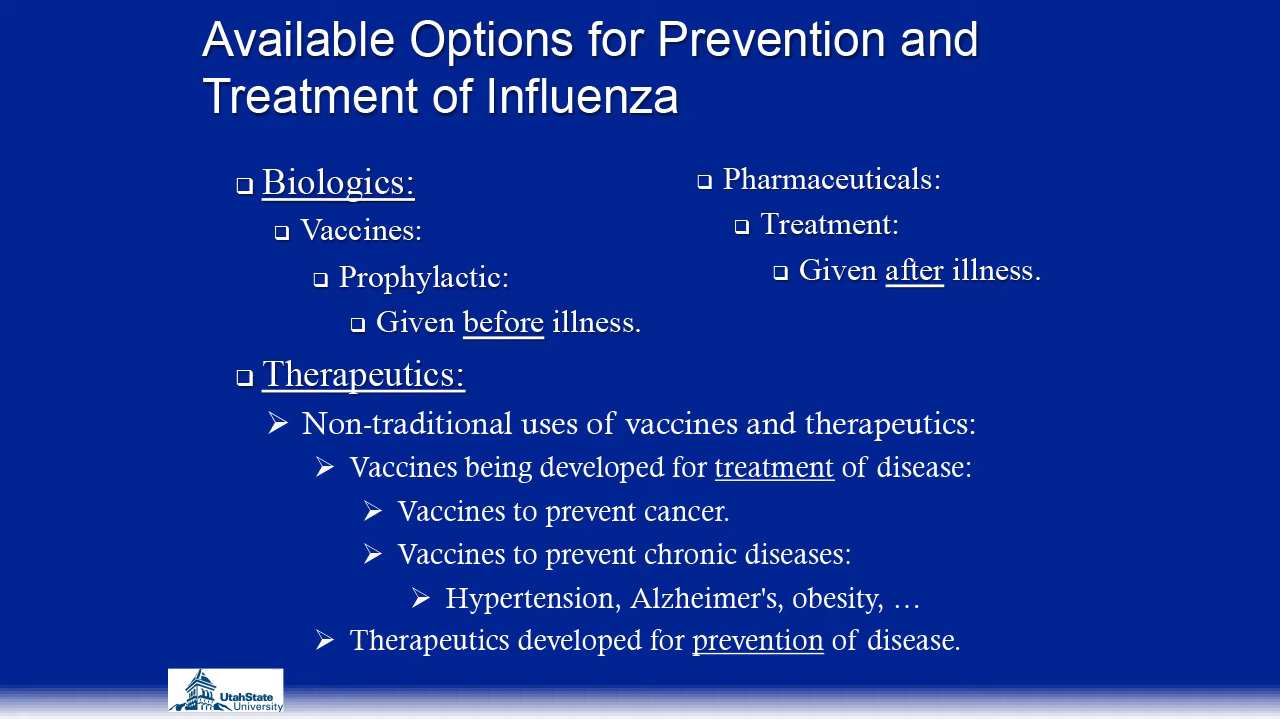 Available Options for Prevention and
Treatment of Influenza
Biologics:
Vaccines:
Prophylactic:
Given before illness.
Pharmaceuticals:
Treatment:
Given after illness.
Therapeutics:
Non-traditional uses of vaccines and therapeutics:
Vaccines being developed for treatment of disease:
Vaccines to prevent cancer.
Vaccines to prevent chronic diseases:
Hypertension, Alzheimer's, obesity, …
Therapeutics developed for prevention of disease.
UtahState
University